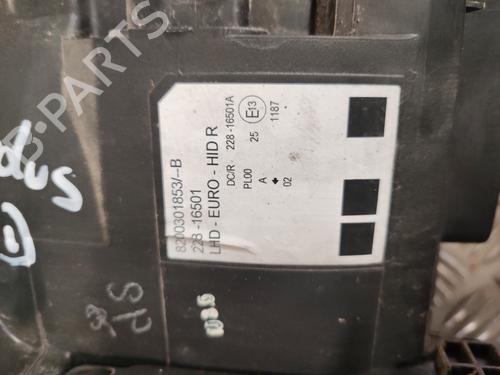 8200301853/--B
228 -16501
LHD - EURO - HID R
DC/R 228 -16501A
PL00 25 E13
A 1187
02
B-PARTS